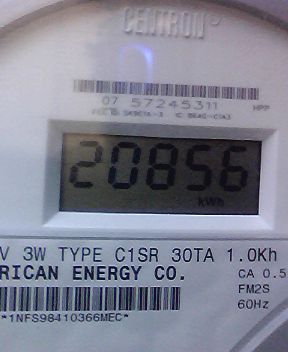 CENTRON®
07 57245311 HPP
20856
kWh
V 3W TYPE C1SR 30TA 1.0Kh
RICAN ENERGY CO. CA 0.5
FM2S
60Hz
*1NFS98410366MEC*